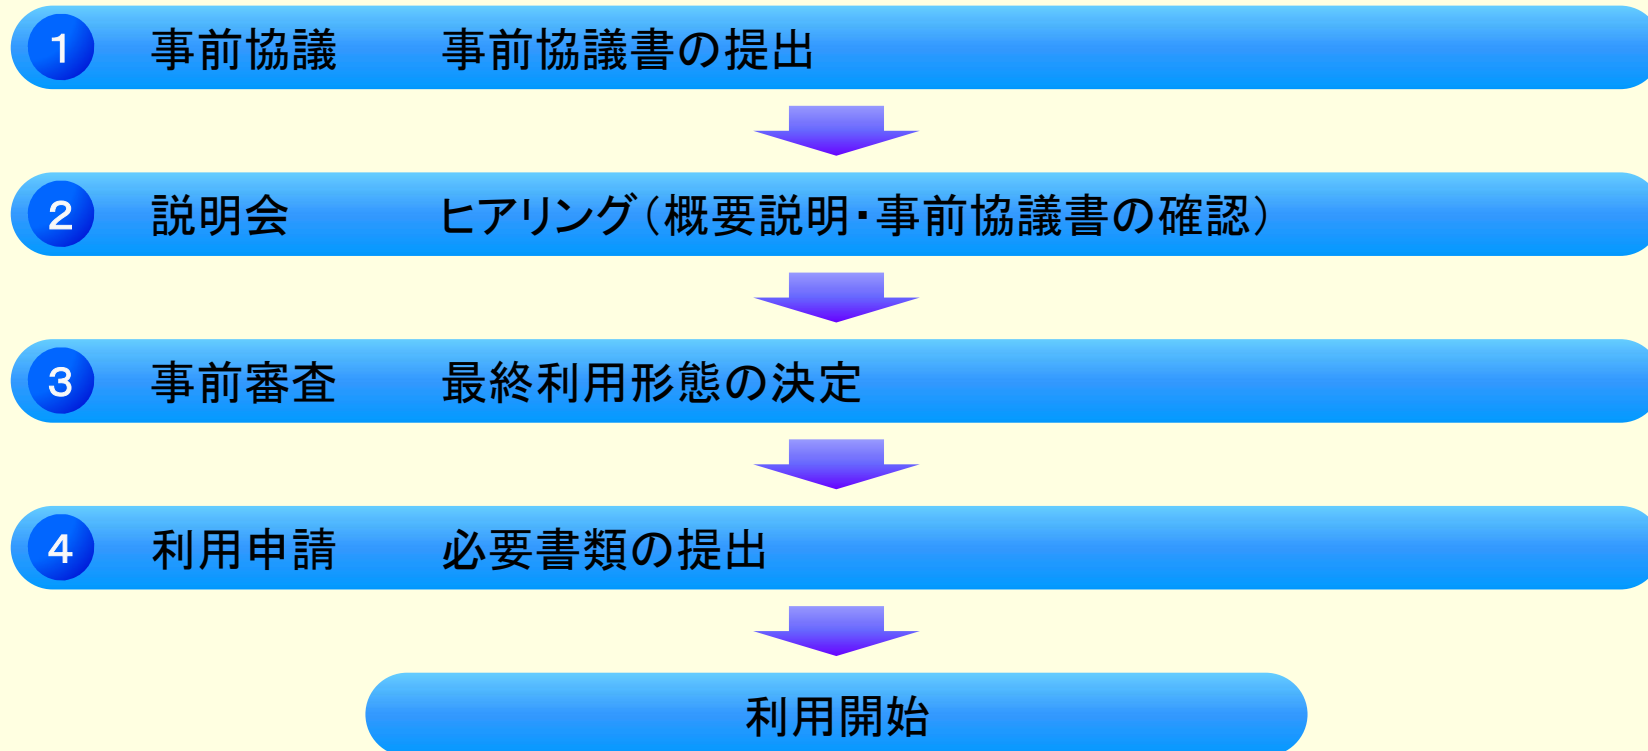 1 事前協議 事前協議書の提出
2 説明会 ヒアリング(概要説明・事前協議書の確認)
3 事前審査 最終利用形態の決定
4 利用申請 必要書類の提出
利用開始